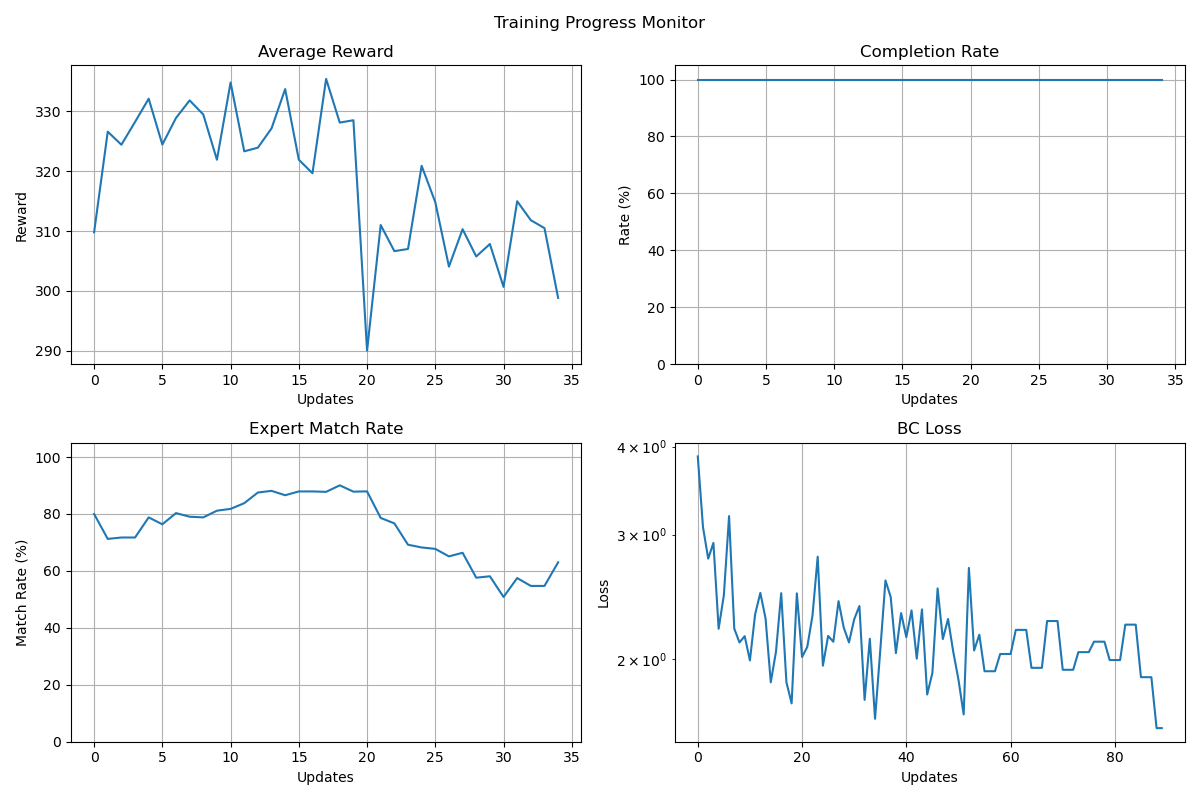 Training Progress Monitor
Average Reward
Reward
330
320
310
300
290
0 5 10 15 20 25 30 35
Updates
Completion Rate
Rate (%)
100
80
60
40
20
0
0 5 10 15 20 25 30 35
Updates
Expert Match Rate
Match Rate (%)
100
80
60
40
20
0
0 5 10 15 20 25 30 35
Updates
BC Loss
Loss
4 × 10⁰
3 × 10⁰
2 × 10⁰
0 20 40 60 80
Updates